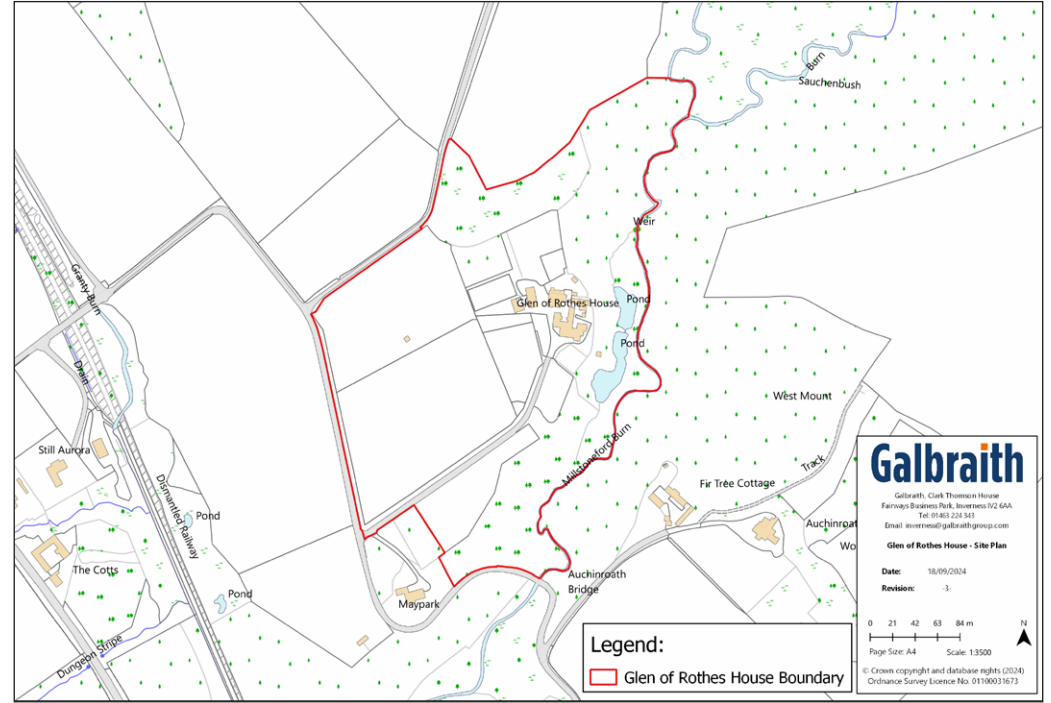 Burn
Sauchenbush
Weir
Granty Burn
Glen of Rothes House
Pond
Pond
Drain
West Mount
Millstoneford Burn
Still Aurora
Track
Fir Tree Cottage
Dismantled Railway
Pond
Auchinroat
Wo
The Cotts
Auchinroath
Bridge
Pond
Maypark
Dungeon Stripe
Legend:
Glen of Rothes House Boundary
Galbraith
Galbraith, Clark Thomson House
Fairways Business Park, Inverness IV2 6AA
Tel: 01463 224 343
Email: inverness@galbraithgroup.com
Glen of Rothes House - Site Plan
Date: 18/09/2024
Revision: -3-
0 21 42 63 84 m
N
Page Size: A4 Scale: 1:3500
© Crown copyright and database rights (2024)
Ordnance Survey Licence No. 01100031673